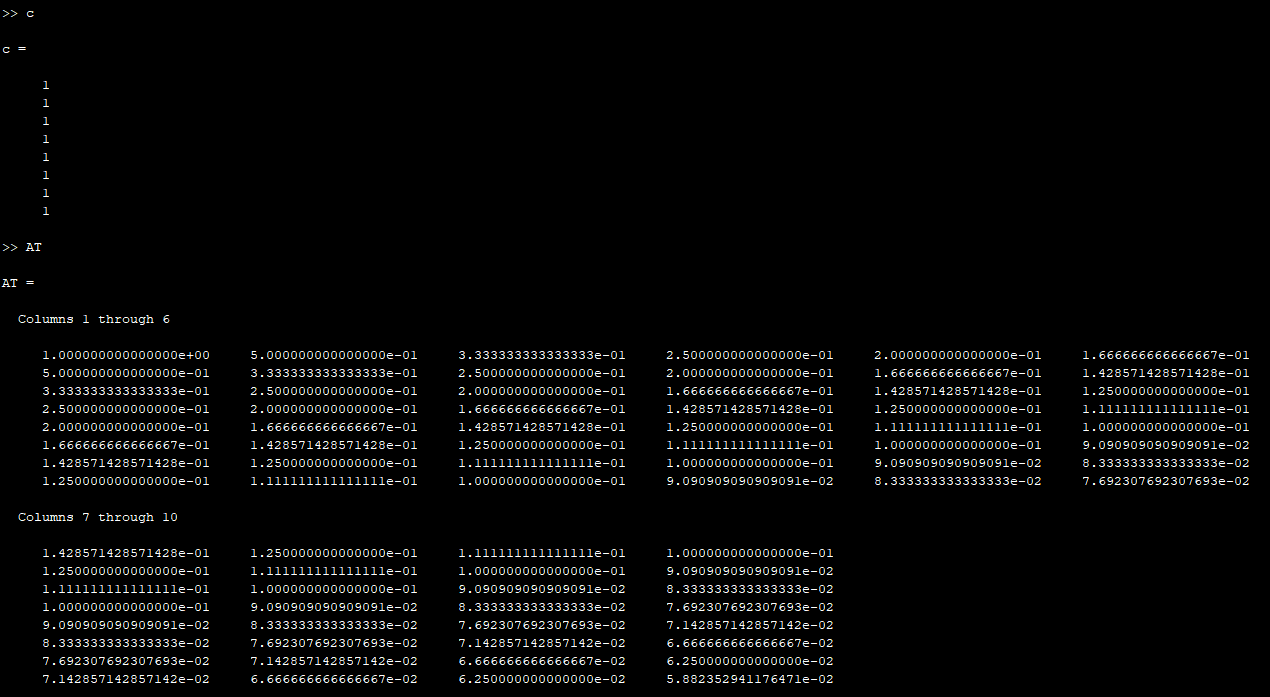 >> c
c =
1
1
1
1
1
1
1
1
>> AT
AT =
Columns 1 through 6
1.000000000000000e+00 5.000000000000000e-01 3.333333333333333e-01 2.500000000000000e-01 2.000000000000000e-01 1.666666666666667e-01
5.000000000000000e-01 3.333333333333333e-01 2.500000000000000e-01 2.000000000000000e-01 1.666666666666667e-01 1.428571428571428e-01
3.333333333333333e-01 2.500000000000000e-01 2.000000000000000e-01 1.666666666666667e-01 1.428571428571428e-01 1.250000000000000e-01
2.500000000000000e-01 2.000000000000000e-01 1.666666666666667e-01 1.428571428571428e-01 1.250000000000000e-01 1.111111111111111e-01
2.000000000000000e-01 1.666666666666667e-01 1.428571428571428e-01 1.250000000000000e-01 1.111111111111111e-01 1.000000000000000e-01
1.666666666666667e-01 1.428571428571428e-01 1.250000000000000e-01 1.111111111111111e-01 1.000000000000000e-01 9.090909090909091e-02
1.428571428571428e-01 1.250000000000000e-01 1.111111111111111e-01 1.000000000000000e-01 9.090909090909091e-02 8.333333333333333e-02
1.250000000000000e-01 1.111111111111111e-01 1.000000000000000e-01 9.090909090909091e-02 8.333333333333333e-02 7.692307692307693e-02
Columns 7 through 10
1.428571428571428e-01 1.250000000000000e-01 1.111111111111111e-01 1.000000000000000e-01
1.250000000000000e-01 1.111111111111111e-01 1.000000000000000e-01 9.090909090909091e-02
1.111111111111111e-01 1.000000000000000e-01 9.090909090909091e-02 8.333333333333333e-02
1.000000000000000e-01 9.090909090909091e-02 8.333333333333333e-02 7.692307692307693e-02
9.090909090909091e-02 8.333333333333333e-02 7.692307692307693e-02 7.142857142857142e-02
8.333333333333333e-02 7.692307692307693e-02 7.142857142857142e-02 6.666666666666667e-02
7.692307692307693e-02 7.142857142857142e-02 6.666666666666667e-02 6.250000000000000e-02
7.142857142857142e-02 6.666666666666667e-02 6.250000000000000e-02 5.882352941176471e-02